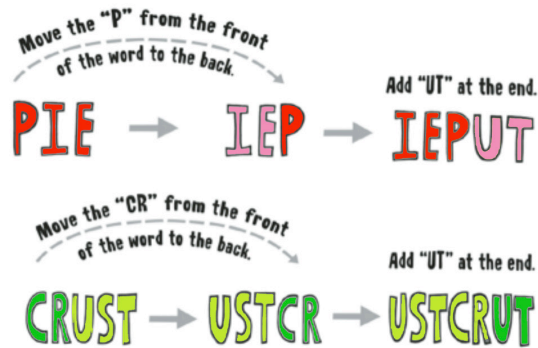 Move the "P" from the front
of the word to the back.
Add "UT" at the end.
PIE IEP IEPUT
Move the "CR" from the front
of the word to the back.
Add "UT" at the end.
CRUST USTCR USTCRUT